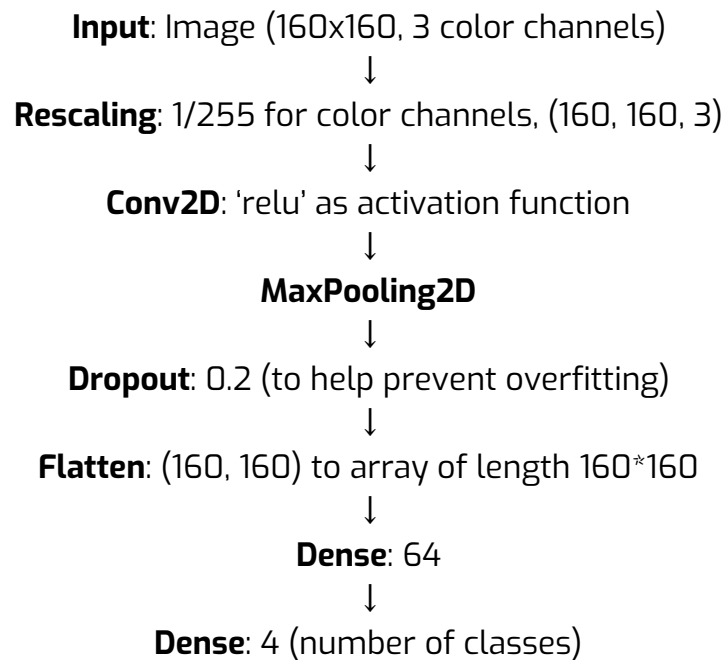 Input: Image (160x160, 3 color channels)
↓
Rescaling: 1/255 for color channels, (160, 160, 3)
↓
Conv2D: ‘relu’ as activation function
↓
MaxPooling2D
↓
Dropout: 0.2 (to help prevent overfitting)
↓
Flatten: (160, 160) to array of length 160*160
↓
Dense: 64
↓
Dense: 4 (number of classes)